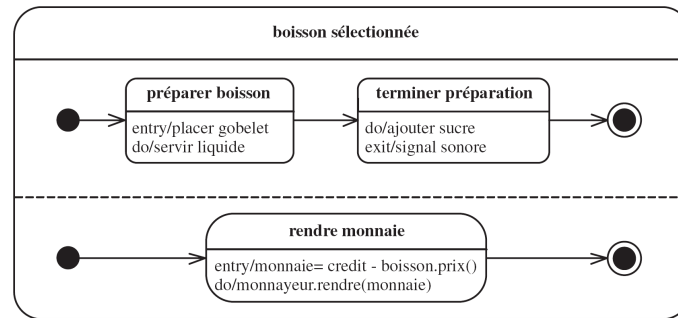 boisson sélectionnée
préparer boisson
entry/placer gobelet
do/servir liquide
terminer préparation
do/ajouter sucre
exit/signal sonore
rendre monnaie
entry/monnaie= credit - boisson.prix()
do/monnayeur.rendre(monnaie)